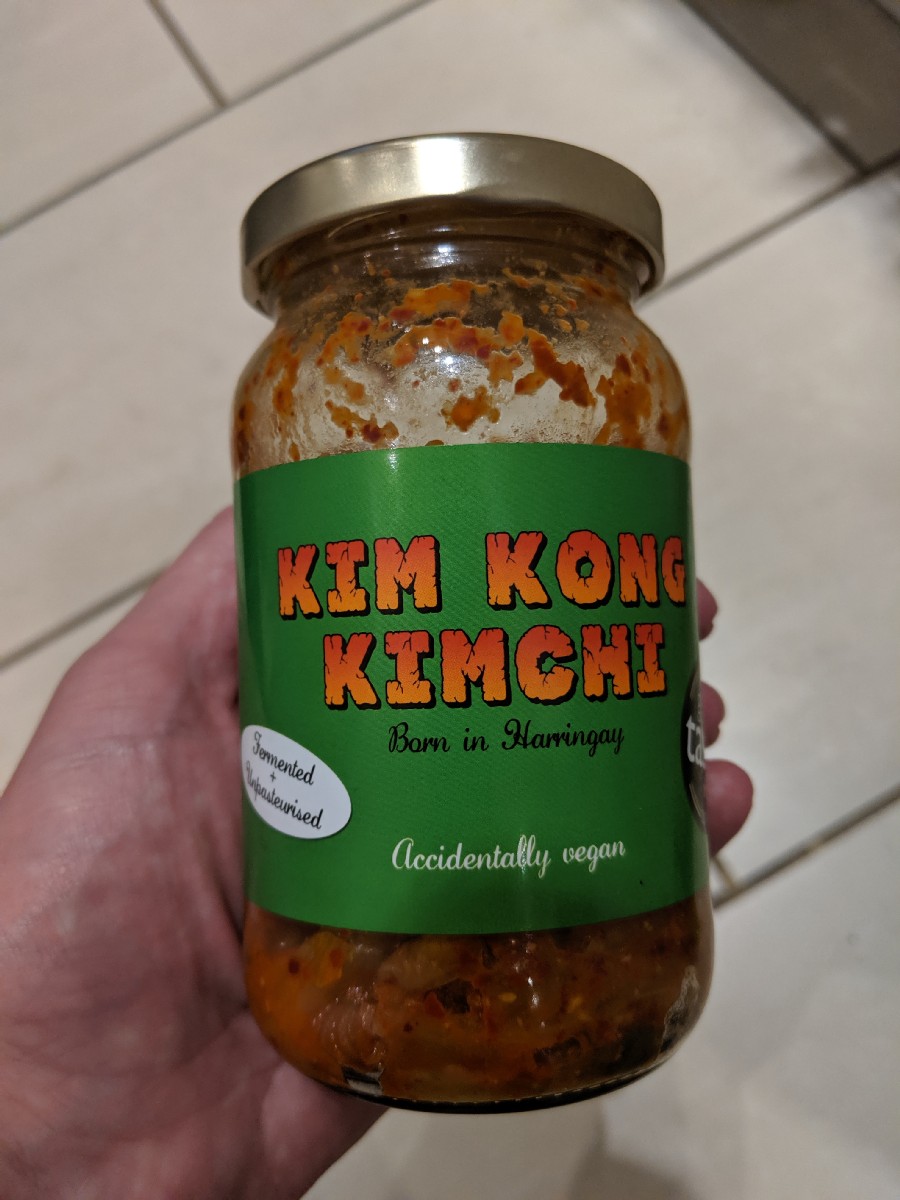 KIM KONG
KIMCHI
Born in Harringay
Fermented
+
Unpasteurised
Accidentally vegan